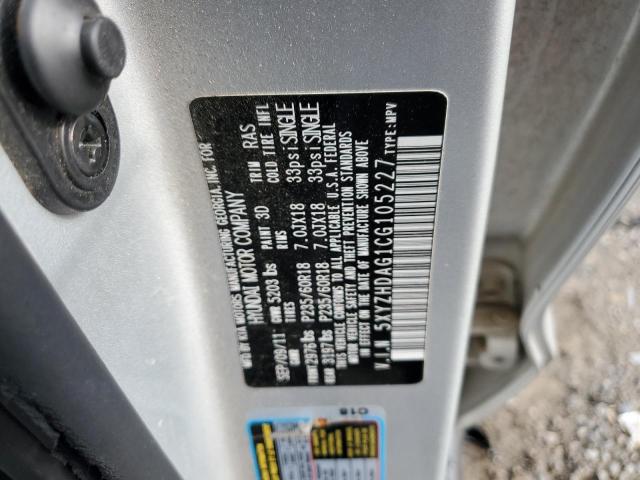 MFD BY KIA MOTORS MANUFACTURING GEORGIA, INC. FOR
HYUNDAI MOTOR COMPANY
SEP/09/11 PAINT 3D TRIM RAS
GVWR 5203 lbs
GAWR TIRES RIMS COLD TIRE INFL
FRONT 2976 lbs P235/60R18 7.0JX18 33psi SINGLE
REAR 3197 lbs P235/60R18 7.0JX18 33psi SINGLE
THIS VEHICLE CONFORMS TO ALL APPLICABLE U.S.A. FEDERAL
MOTOR VEHICLE SAFETY AND THEFT PREVENTION STANDARDS
IN EFFECT ON THE DATE OF MANUFACTURE SHOWN ABOVE
V.I.N 5XYZHDAG1CG105227 TYPE:MPV
C18